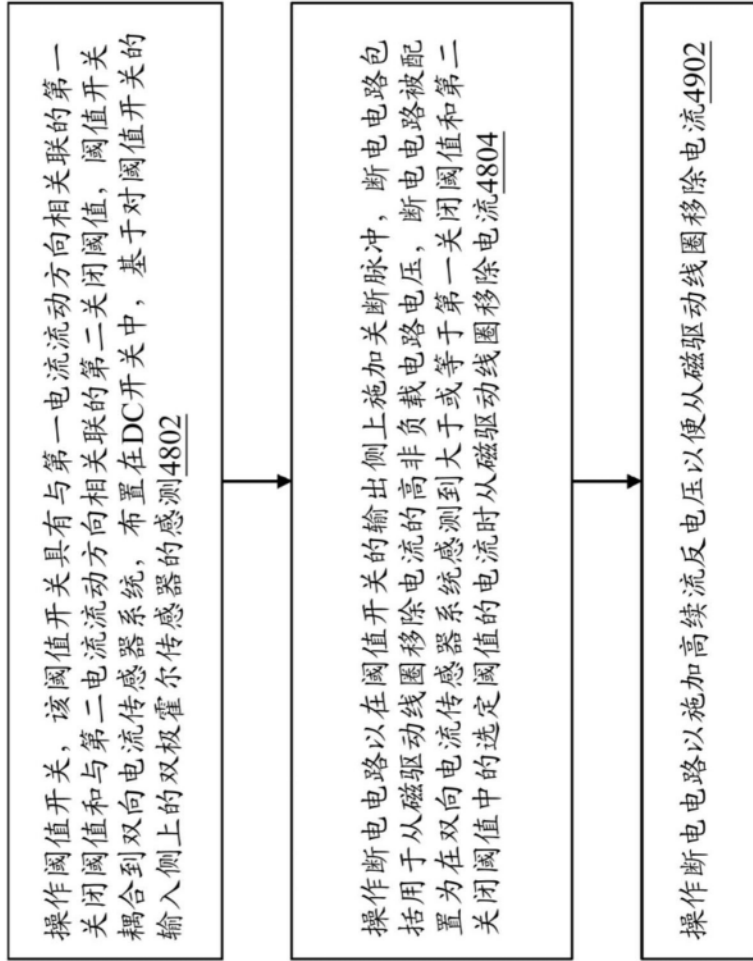 操作阈值开关，该阈值开关具有与第一电流流动方向相关联的第一
关闭阈值和与第二电流流动方向相关联的第二关闭阈值，阈值开关
耦合到双向电流传感器系统，布置在DC开关中，基于对阈值开关的
输入侧上的双极霍尔传感器的感测4802
操作断电电路以在阈值开关的输出侧上施加关断脉冲，断电电路包
括用于从磁驱动线圈移除电流的高非负载电路电压，断电电路被配
置为在双向电流传感器系统感测到大于或等于第一关闭阈值和第二
关闭阈值中的选定阈值的电流时从磁驱动线圈移除电流4804
操作断电电路以施加高续流反电压以便从磁驱动线圈移除电流4902